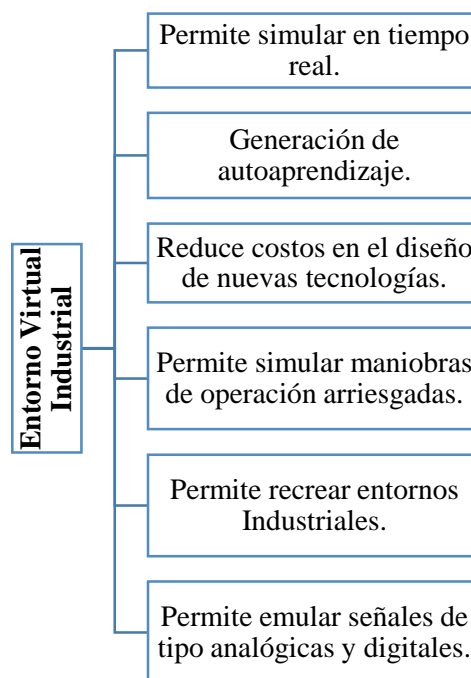 Permite simular en tiempo
real.
Generación de
autoaprendizaje.
Reduce costos en el diseño
de nuevas tecnologías.
Entorno Virtual
Industrial
Permite simular maniobras
de operación arriesgadas.
Permite recrear entornos
Industriales.
Permite emular señales de
tipo analógicas y digitales.